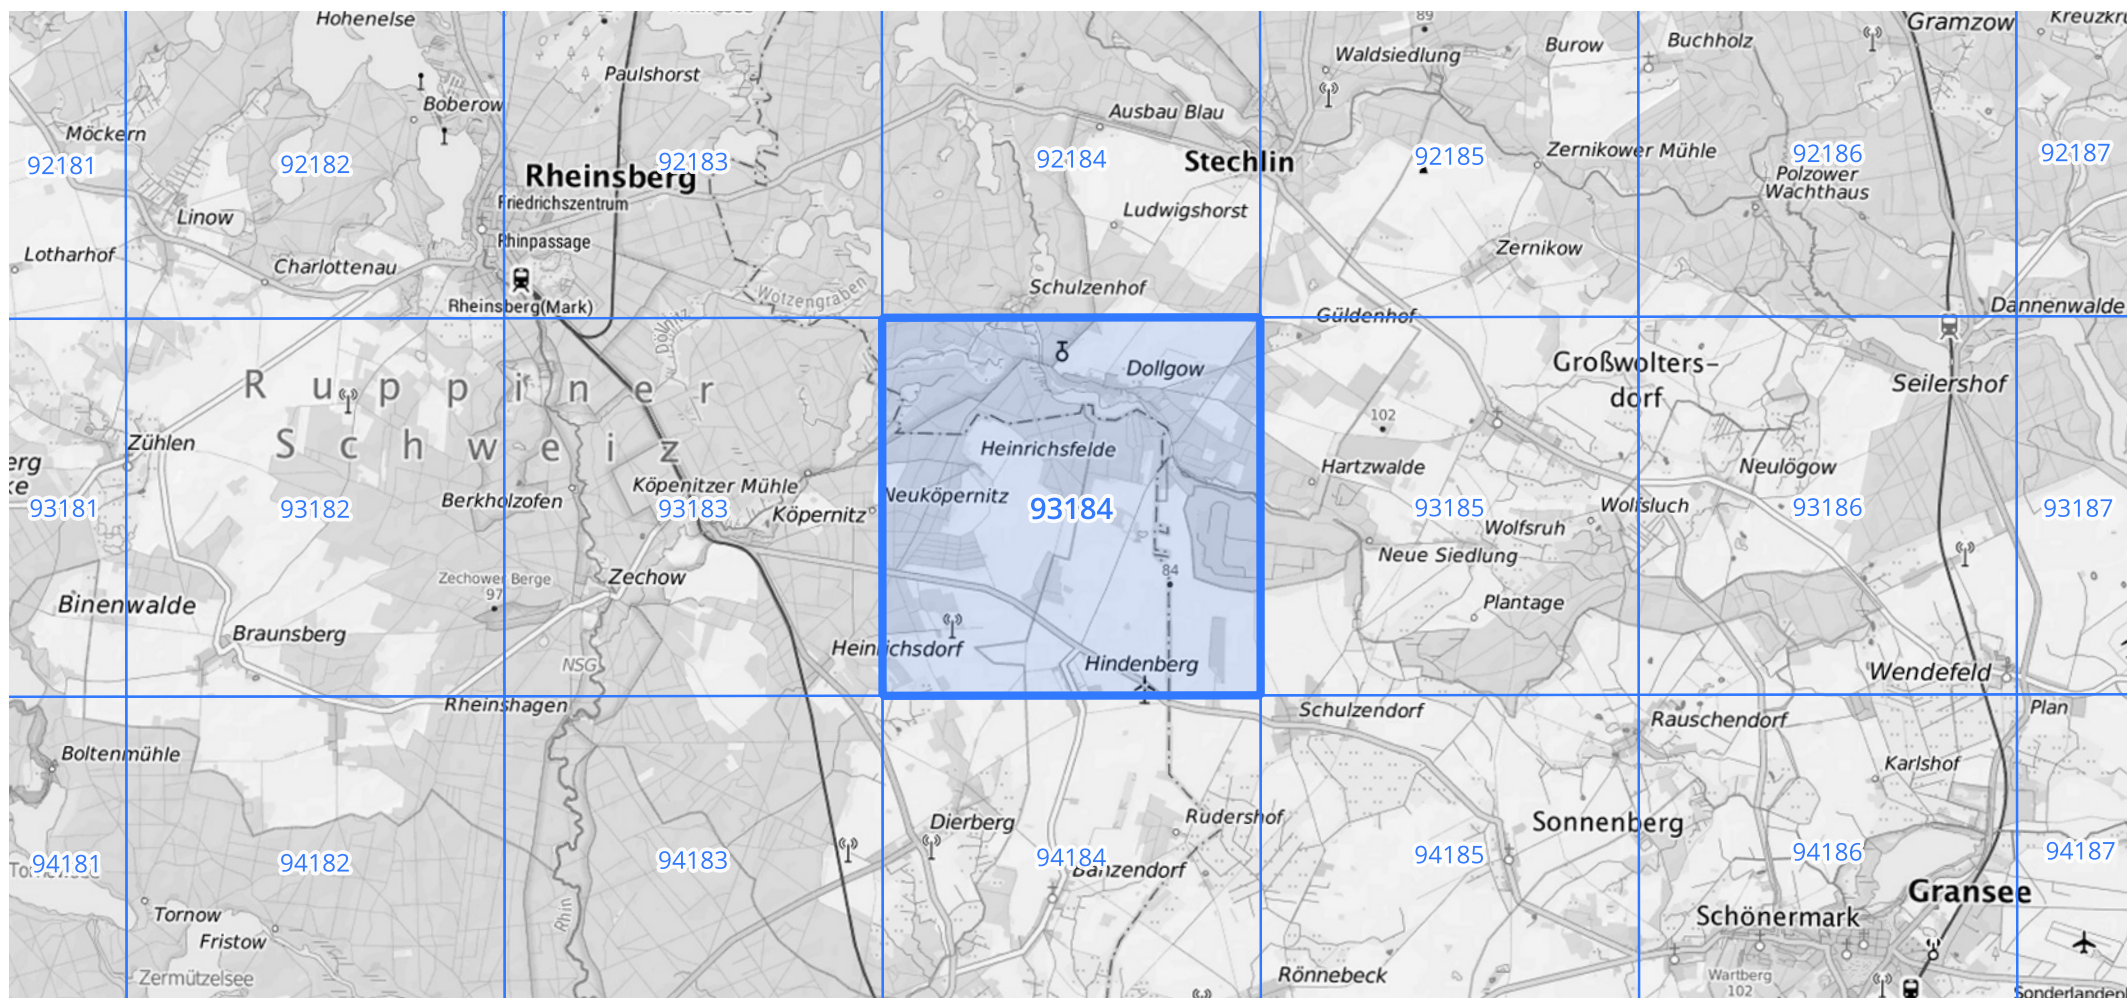 Hohenelse
Paulshorst
89
Waldsiedlung
Burow
Buchholz
Gramzow
Boberow
Möckern
Ausbau Blau
92181
92182
Rheinsberg
92183
92184
Stechlin
92185
Zernikower Mühle
92186
92187
Polzower
Wachthaus
Friedrichszentrum
Linow
Ludwigshorst
Rhinpassage
Zernikow
Lotharhof
Charlottenau
Schulzenhof
Wotzengraben
Rheinsberg(Mark)
Güldenhof
Dannenwalde
Döllnitz
Dollgow
Großwolters-
dorf
Seilershof
Ruppiner
Schweiz
102
Zühlen
Heinrichsfelde
Hartzwalde
Neulögow
Köpenitzer Mühle
Berkholzofen
Neuköpernitz
Köpernitz
93181
93182
93183
93184
93185
Wolfsluch
93186
93187
Wolfsruh
Neue Siedlung
84
Zechower Berge
97
Zechow
Binenwalde
Plantage
Braunsberg
Heinrichsdorf
Hindenberg
NSG
Wendefeld
Rheinshagen
Schulzendorf
Rauschendorf
Plan
Boltenmühle
Karlshof
Dierberg
Rudershof
Sonnenberg
94181
94182
94183
94184
94185
94186
94187
Banzendorf
Gransee
Rhin
Tornow
Schönermark
Fristow
Zermützelsee
Rönnebeck
Wartberg
102